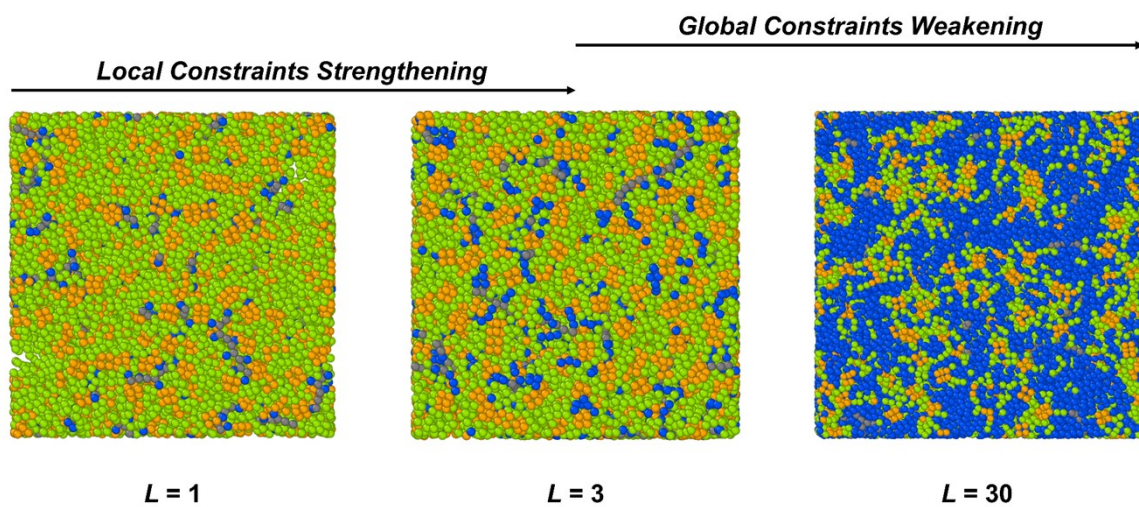 Global Constraints Weakening
Local Constraints Strengthening
L = 1
L = 3
L = 30